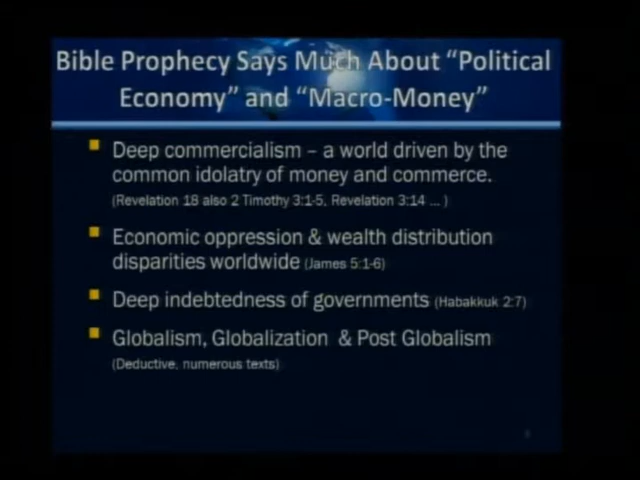 Bible Prophecy Says Much About “Political
Economy” and “Macro-Money”
Deep commercialism – a world driven by the
common idolatry of money and commerce.
(Revelation 18 also 2 Timothy 3:1-5, Revelation 3:14 ... )
Economic oppression & wealth distribution
disparities worldwide (James 5:1-6)
Deep indebtedness of governments (Habakkuk 2:7)
Globalism, Globalization & Post Globalism
(Deductive, numerous texts)